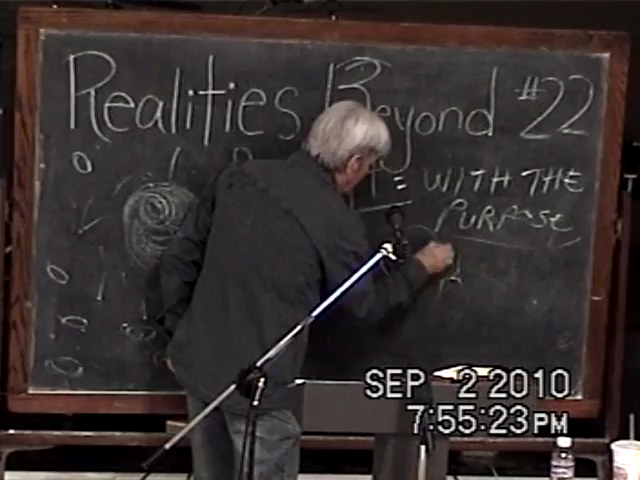 Realities Beyond #22
= WITH THE
PURPOSE
SEP 2 2010
7:55:23PM